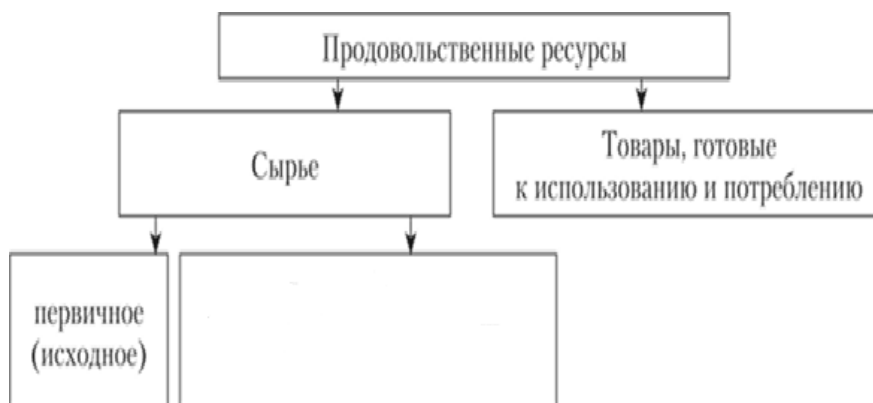 Продовольственные ресурсы
Сырье
Товары, готовые
к использованию и потреблению
первичное
(исходное)